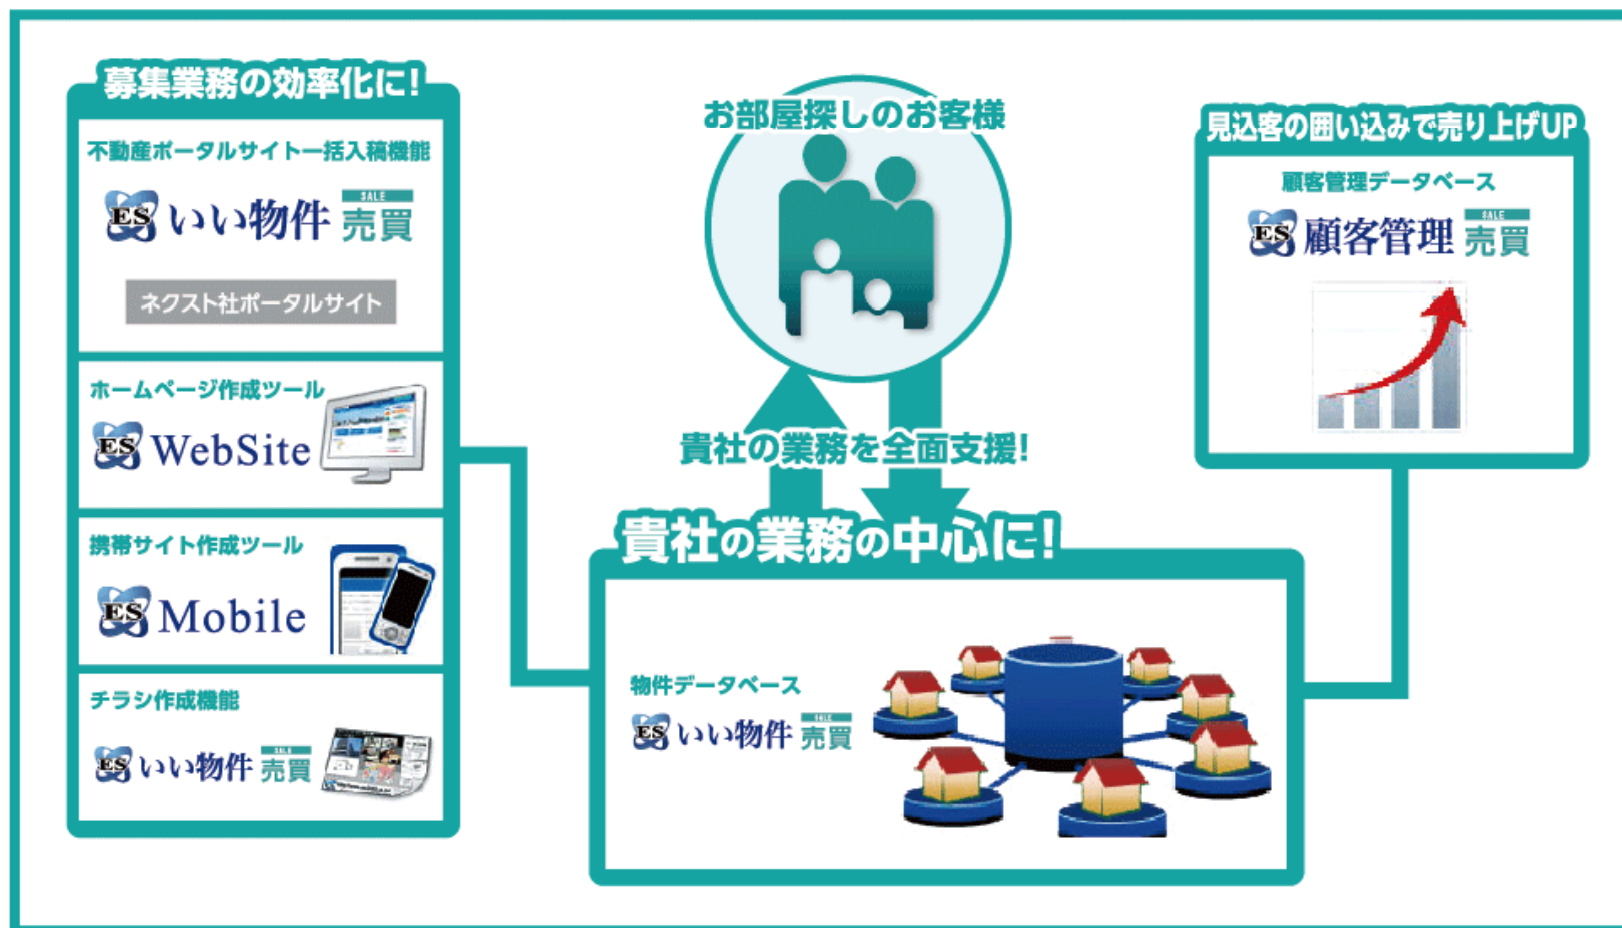 募集業務の効率化に!
不動産ポータルサイト一括入稿機能
ES いい物件 SALE 売買
ネクスト社ポータルサイト
ホームページ作成ツール
ES WebSite
携帯サイト作成ツール
ES Mobile
チラシ作成機能
ES いい物件 SALE 売買
お部屋探しのお客様
貴社の業務を全面支援!
貴社の業務の中心に!
物件データベース
ES いい物件 SALE 売買
見込客の囲い込みで売り上げUP
顧客管理データベース
ES 顧客管理 SALE 売買